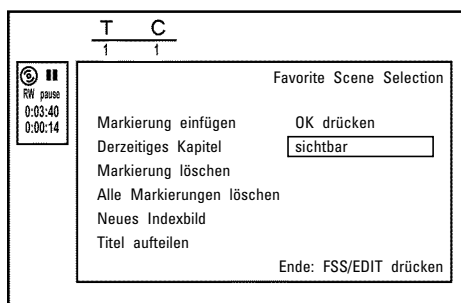 T C
1 1
RW pause
0:03:40
0:00:14
Favorite Scene Selection
Markierung einfügen OK drücken
Derzeitiges Kapitel sichtbar
Markierung löschen
Alle Markierungen löschen
Neues Indexbild
Titel aufteilen
Ende: FSS/EDIT drücken